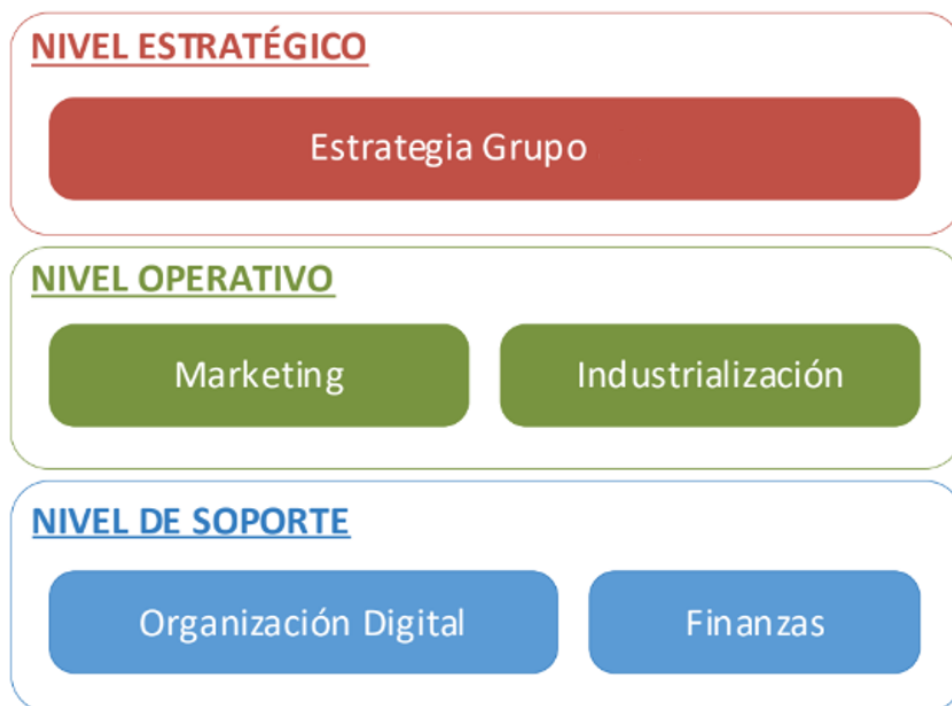 NIVEL ESTRATÉGICO
Estrategia Grupo
NIVEL OPERATIVO
Marketing
Industrialización
NIVEL DE SOPORTE
Organización Digital
Finanzas